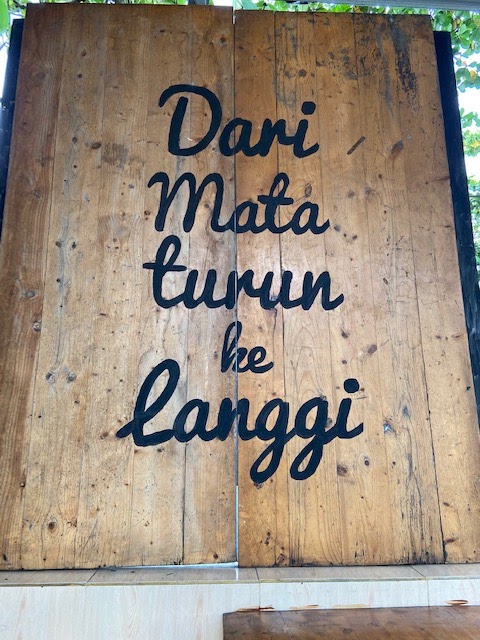 Dari
Mata
turun
ke
Langgi